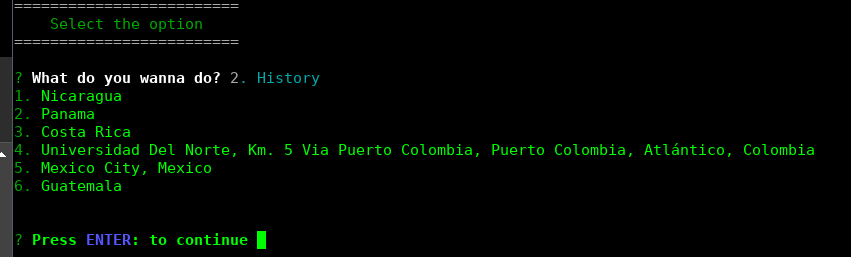 =========================
Select the option
=========================
? What do you wanna do? 2. History
1. Nicaragua
2. Panama
3. Costa Rica
4. Universidad Del Norte, Km. 5 Via Puerto Colombia, Puerto Colombia, Atlántico, Colombia
5. Mexico City, Mexico
6. Guatemala
? Press ENTER: to continue